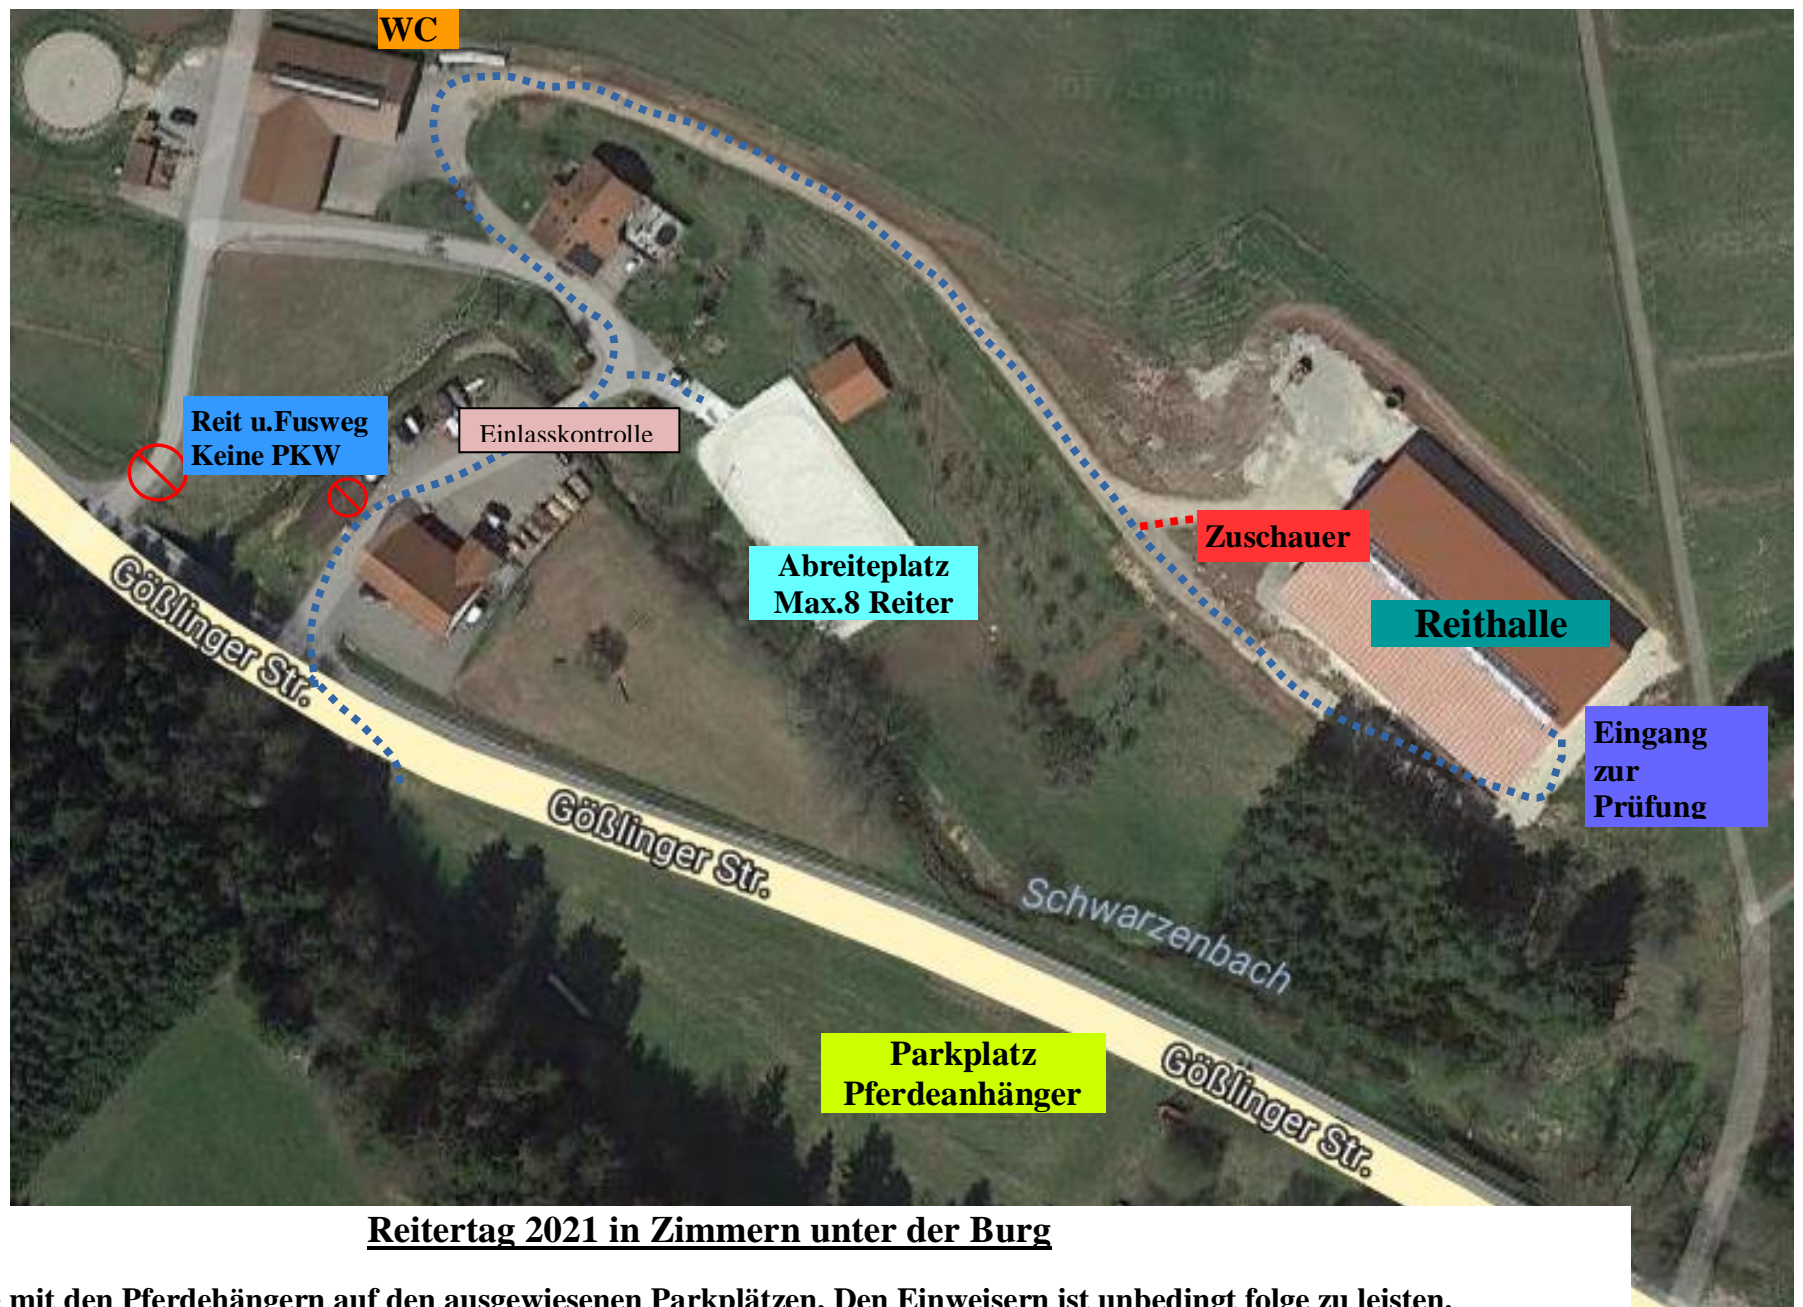 WC
Reit u.Fusweg
Keine PKW
Einlasskontrolle
Zuschauer
Abreiteplatz
Max.8 Reiter
Reithalle
Eingang
zur
Prüfung
Gößlinger Str.
Gößlinger Str.
Schwarzenbach
Parkplatz
Pferdeanhänger
Gößlinger Str.
Reitertag 2021 in Zimmern unter der Burg
mit den Pferdehängern auf den ausgewiesenen Parkplätzen. Den Einweisern ist unbedingt folge zu leisten.